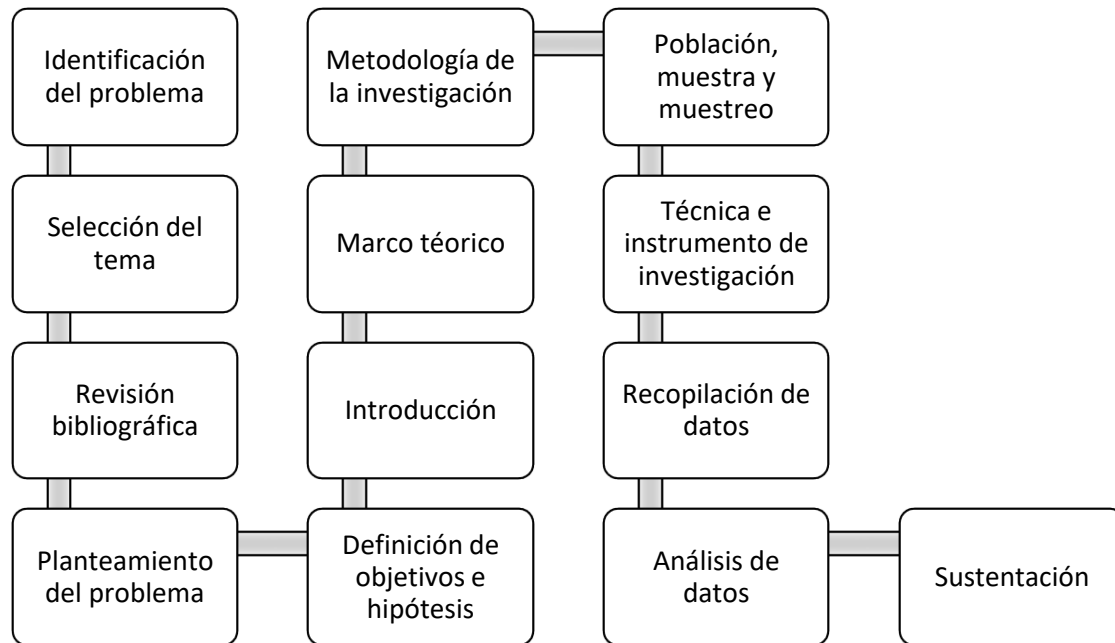 Identificación
del problema
Selección del
tema
Revisión
bibliográfica
Planteamiento
del problema
Definición de
objetivos e
hipótesis
Introducción
Marco téorico
Metodología de
la investigación
Población,
muestra y
muestreo
Técnica e
instrumento de
investigación
Recopilación de
datos
Análisis de
datos
Sustentación